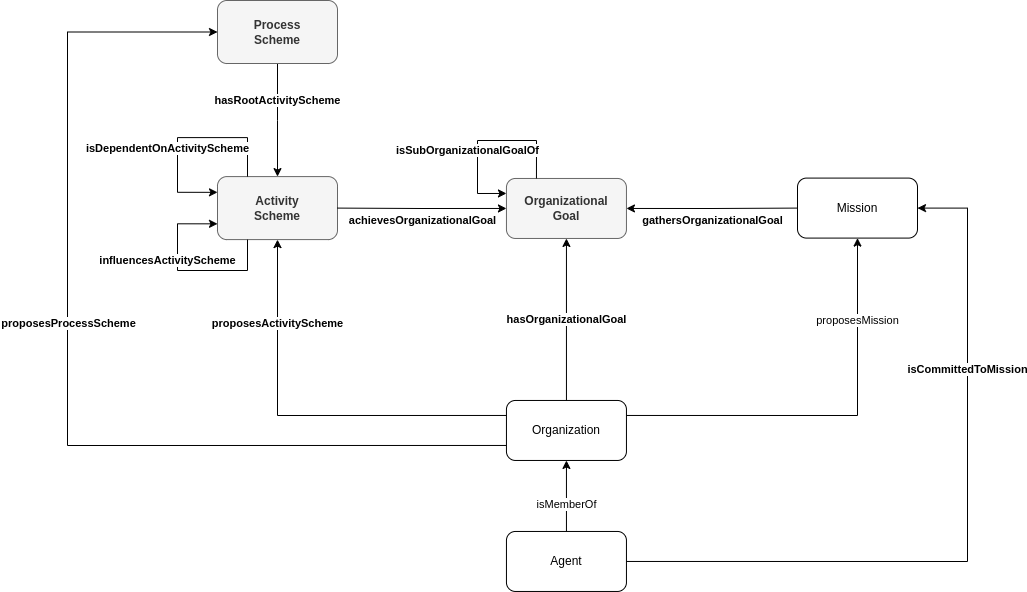 Process
Scheme
hasRootActivityScheme
isDependentOnActivityScheme
isSubOrganizationalGoalOf
Activity
Scheme
achievesOrganizationalGoal
Organizational
Goal
gathersOrganizationalGoal
Mission
influencesActivityScheme
proposesProcessScheme
proposesActivityScheme
hasOrganizationalGoal
proposesMission
isCommittedToMission
Organization
isMemberOf
Agent